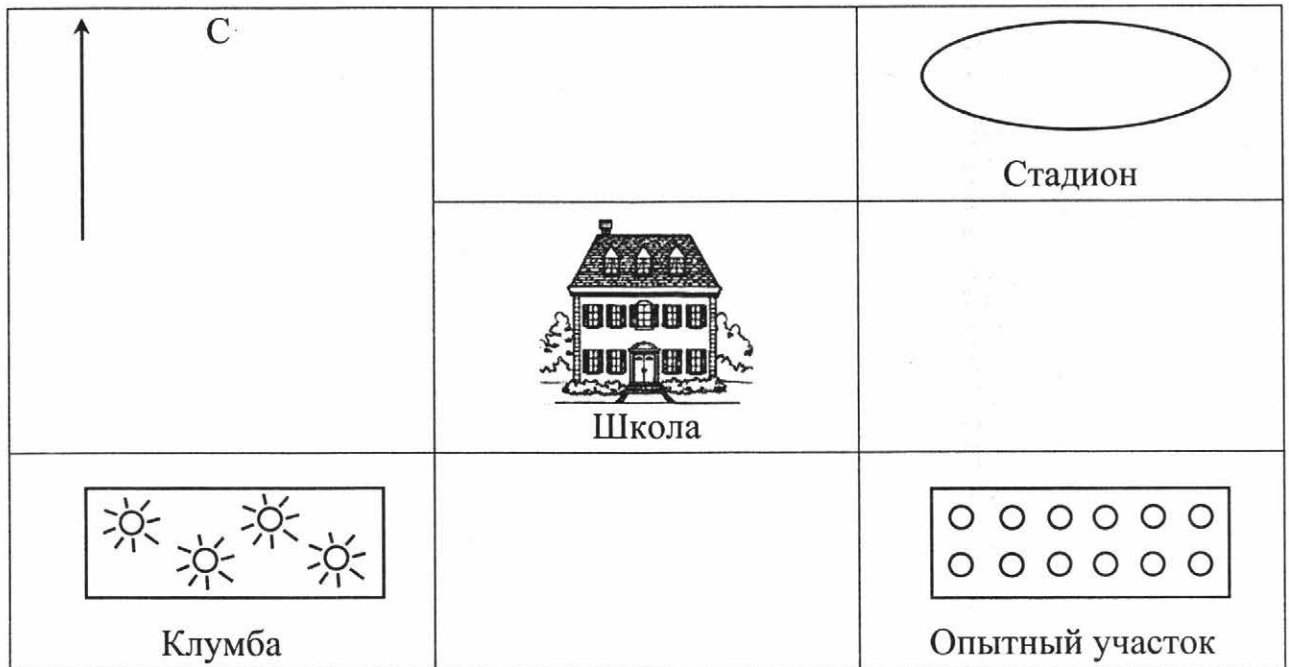 С
Стадион
Школа
Клумба
Опытный участок